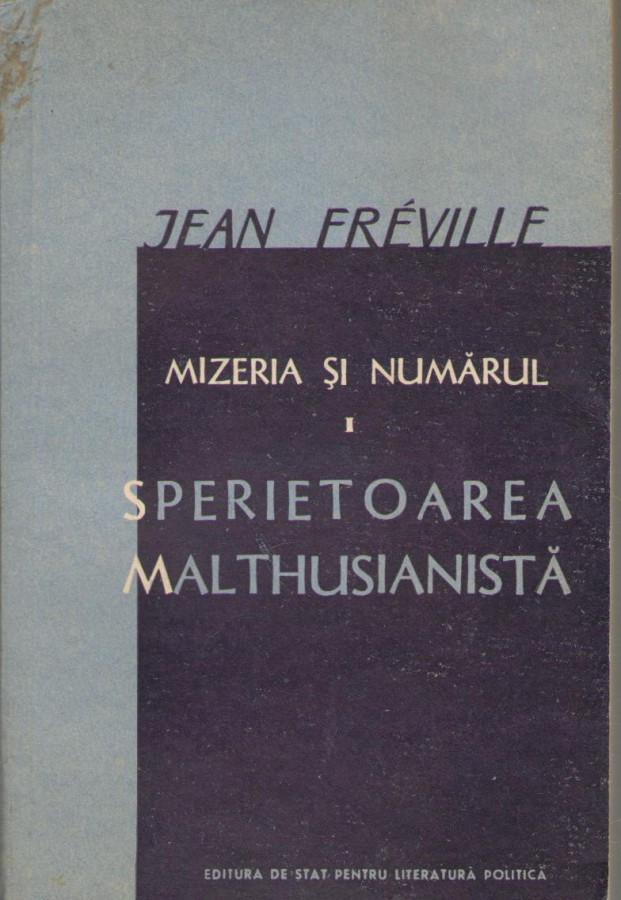 JEAN FRÉVILLE
MIZERIA ŞI NUMĂRUL
I
SPERIETOAREA
MALTHUSIANISTĂ
EDITURA DE STAT PENTRU LITERATURĂ POLITICĂ